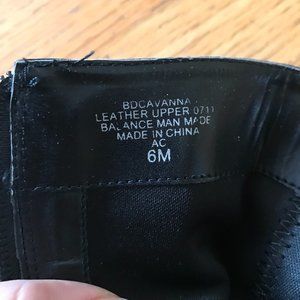 BDCAVANNA
LEATHER UPPER 0711
BALANCE MAN MADE
MADE IN CHINA
AC
6M